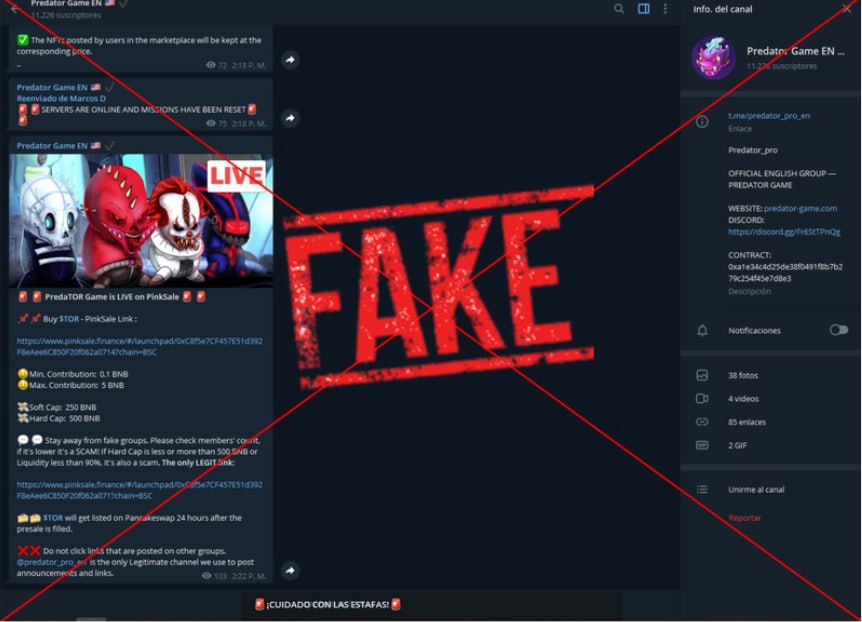 Predator Game EN
11,226 suscriptores
✅ The NFTs posted by users in the marketplace will be kept at the
corresponding price.
_
72 2:18 P. M.
Predator Game EN
Reenviado de Marcos D
🚨 🚨 SERVERS ARE ONLINE AND MISSIONS HAVE BEEN RESET 🚨
🚨
75 2:18 P. M.
Predator Game EN
LIVE
🚨 🚨 PredaTOR Game is LIVE on PinkSale 🚨 🚨
📌 📌 Buy $TOR - PinkSale Link :
https://www.pinksale.finance/#/launchpad/0xC8f5e7CF457E51d392
F8eAee6C850F20f062a0714?chain=BSC
Min. Contribution: 0.1 BNB
Max. Contribution: 5 BNB
💸Soft Cap: 250 BNB
💸Hard Cap: 500 BNB
💬 💬 Stay away from fake groups. Please check members' count,
if it's lower it's a SCAM! If Hard Cap is less or more than 500 BNB or
Liquidity less than 90%, it's also a scam. The only LEGIT link:
https://www.pinksale.finance/#/launchpad/0xC8f5e7CF457E51d392
F8eAee6C850F20f062a071?chain=BSC
🍰🍰 $TOR will get listed on Pancakeswap 24 hours after the
presale is filled.
❌❌ Do not click links that are posted on other groups.
@predator_pro_en is the only Legitimate channel we use to post
announcements and links.
103 2:22 P. M.
FAKE
🚨 ¡CUIDADO CON LAS ESTAFAS! 🚨
Info. del canal
Predator Game EN ...
11,226 suscriptores
t.me/predator_pro_en
Enlace
Predator_pro
OFFICIAL ENGLISH GROUP —
PREDATOR GAME
WEBSITE: predator-game.com
DISCORD:
https://discord.gg/Fr6StTPnQg
CONTRACT:
0xa1e34c4d25de38f0491f8b7b2
79c254f45e7d8e3
Descripción
Notificaciones
38 fotos
4 videos
85 enlaces
GIF
2 GIF
Unirme al canal
Reportar